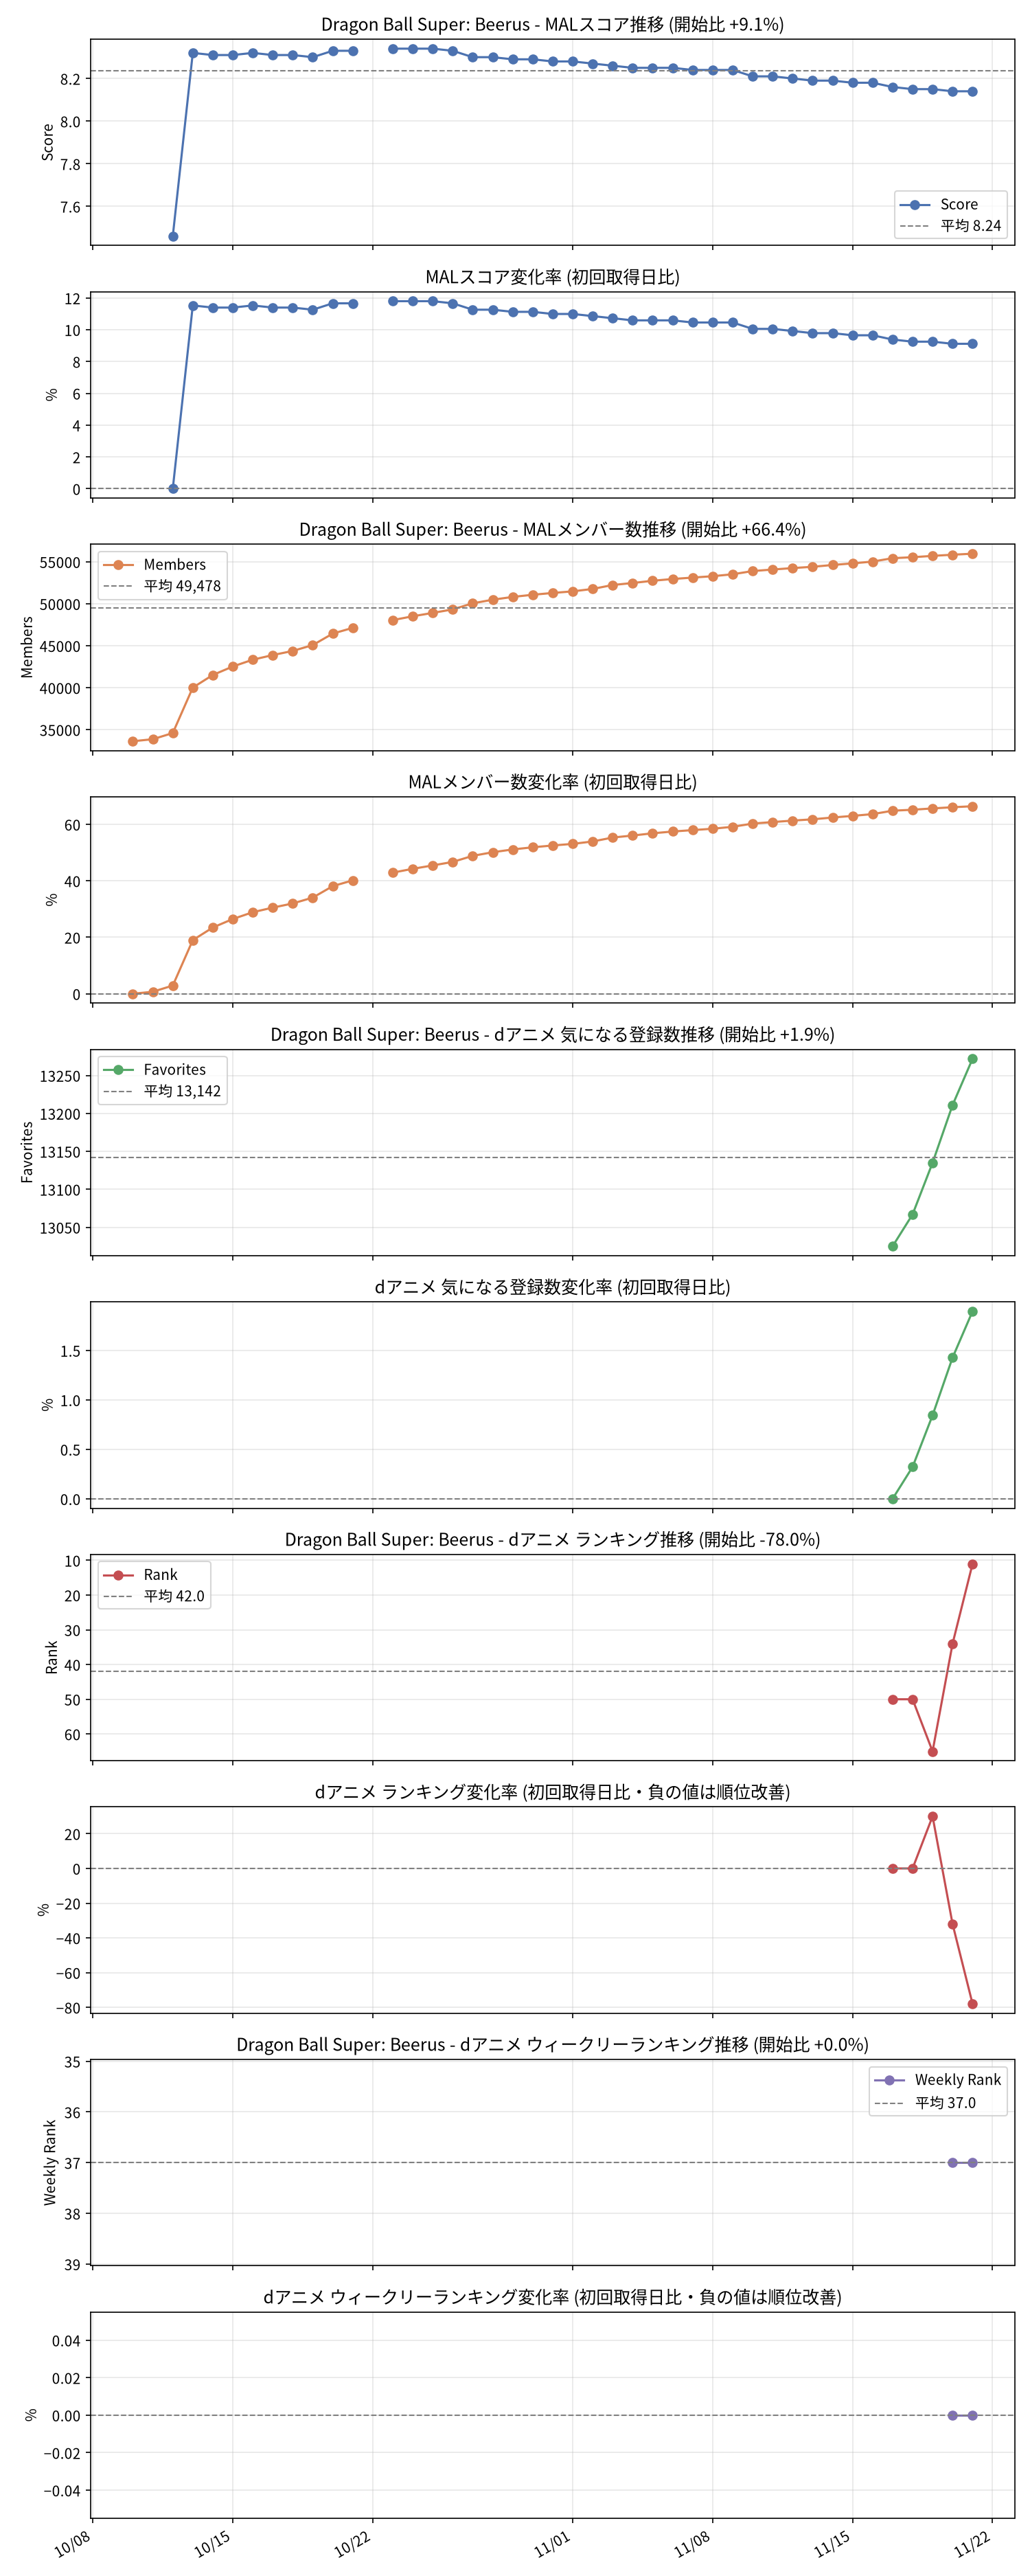 Dragon Ball Super: Beerus - MALスコア推移 (開始比 +9.1%)
8.2
8.0
7.8
7.6
Score
Score
平均 8.24
MALスコア変化率 (初回取得日比)
12
10
8
6
4
2
0
%
Dragon Ball Super: Beerus - MALメンバー数推移 (開始比 +66.4%)
55000
50000
45000
40000
35000
Members
Members
平均 49,478
MALメンバー数変化率 (初回取得日比)
60
40
20
0
%
Dragon Ball Super: Beerus - dアニメ 気になる登録数推移 (開始比 +1.9%)
13250
13200
13150
13100
13050
Favorites
Favorites
平均 13,142
dアニメ 気になる登録数変化率 (初回取得日比)
1.5
1.0
0.5
0.0
%
Dragon Ball Super: Beerus - dアニメ ランキング推移 (開始比 -78.0%)
10
20
30
40
50
60
Rank
Rank
平均 42.0
dアニメ ランキング変化率 (初回取得日比・負の値は順位改善)
20
0
−20
−40
−60
−80
%
Dragon Ball Super: Beerus - dアニメ ウィークリーランキング推移 (開始比 +0.0%)
35
36
37
38
39
Weekly Rank
Weekly Rank
平均 37.0
dアニメ ウィークリーランキング変化率 (初回取得日比・負の値は順位改善)
0.04
0.02
0.00
−0.02
−0.04
%
10/08
10/15
10/22
11/01
11/08
11/15
11/22